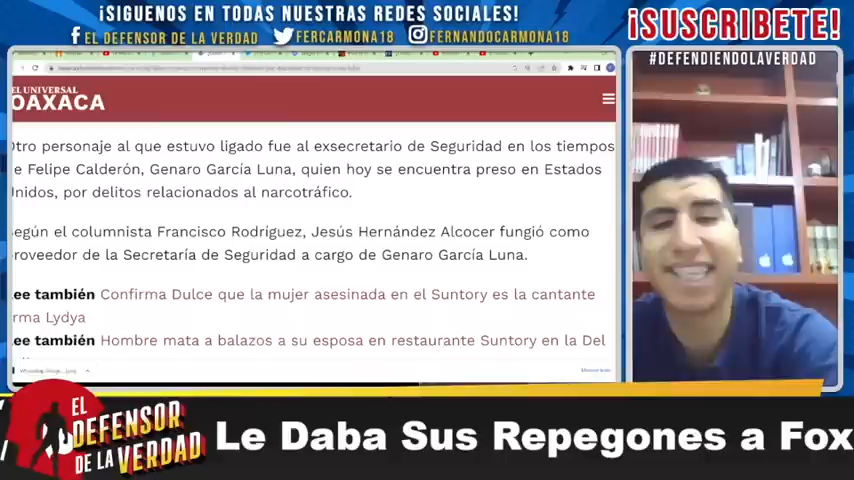 ¡SIGUENOS EN TODAS NUESTRAS REDES SOCIALES!
EL DEFENSOR DE LA VERDAD
FERCARMONA18
FERNANDOCARMONA18
¡SUSCRIBETE!
#DEFENDIENDOLAVERDAD
EL UNIVERSAL
OAXACA
tro personaje al que estuvo ligado fue al exsecretario de Seguridad en los tiempos
e Felipe Calderón, Genaro García Luna, quien hoy se encuentra preso en Estados
nidos, por delitos relacionados al narcotráfico.
egún el columnista Francisco Rodriguez, Jesús Hernández Alcocer fungió como
roveedor de la Secretaría de Seguridad a cargo de Genaro García Luna.
ee también Confirma Dulce que la mujer asesinada en el Suntory es la cantante
rma Lydya
ee también Hombre mata a balazos a su esposa en restaurante Suntory en la Del
EL
DEFENSOR
DE LA VERDAD
Le Daba Sus Repegones a Fox